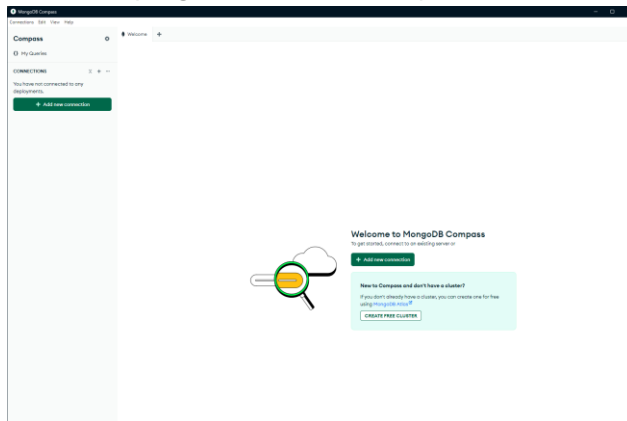 MongoDB Compass
Connections Edit View Help
Compass
Welcome
My Queries
CONNECTIONS
You have not connected to any
deployments.
+ Add new connection
Welcome to MongoDB Compass
To get started, connect to an existing server or
+ Add new connection
New to Compass and don't have a cluster?
If you don't already have a cluster, you can create one for free
using MongoDB Atlas
CREATE FREE CLUSTER